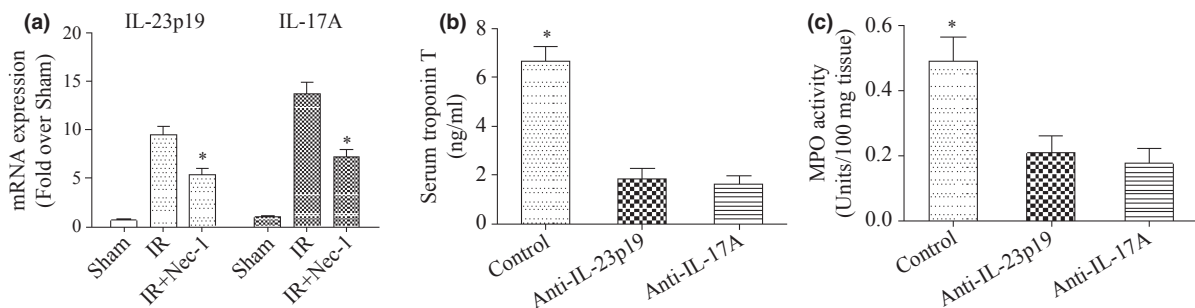 (a)
IL-23p19 IL-17A
mRNA expression
(Fold over Sham)
20
15
10
5
0
*
*
Sham
IR
IR+Nec-1
Sham
IR
IR+Nec-1
(b)
Serum troponin T
(ng/ml)
8
6
4
2
0
*
Control
Anti-IL-23p19
Anti-IL-17A
(c)
MPO activity
(Units/100 mg tissue)
0.6
0.4
0.2
0.0
*
Control
Anti-IL-23p19
Anti-IL-17A